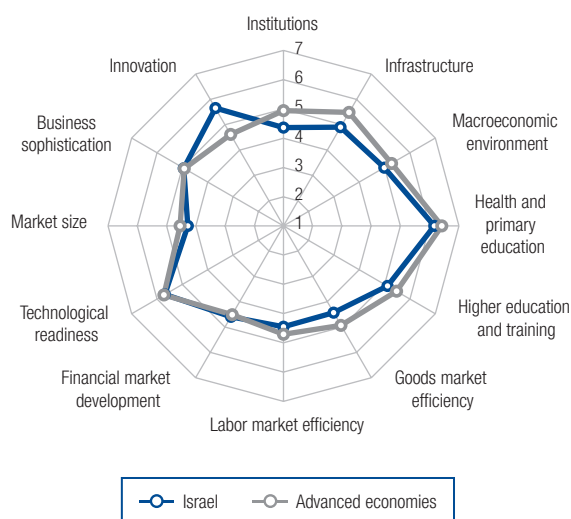 Institutions
Innovation
Infrastructure
Business
sophistication
Macroeconomic
environment
Market size
Health and
primary
education
Technological
readiness
Higher education
and training
Financial market
development
Goods market
efficiency
Labor market efficiency
7
6
5
4
3
2
1
Israel
Advanced economies